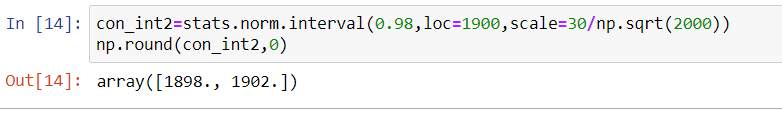 In [14]: con_int2=stats.norm.interval(0.98,loc=1900,scale=30/np.sqrt(2000))
np.round(con_int2,0)
Out[14]: array([1898., 1902.])